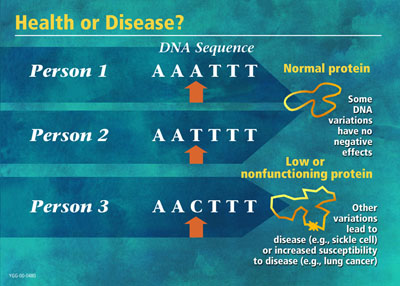 Health or Disease?
DNA Sequence
Person 1 A A A T T T
Normal protein
Some
DNA
variations
have no
negative
effects
Person 2 A A T T T T
Low or
nonfunctioning protein
Person 3 A A C T T T
Other
variations
lead to
disease (e.g., sickle cell)
or increased susceptibility
to disease (e.g., lung cancer)